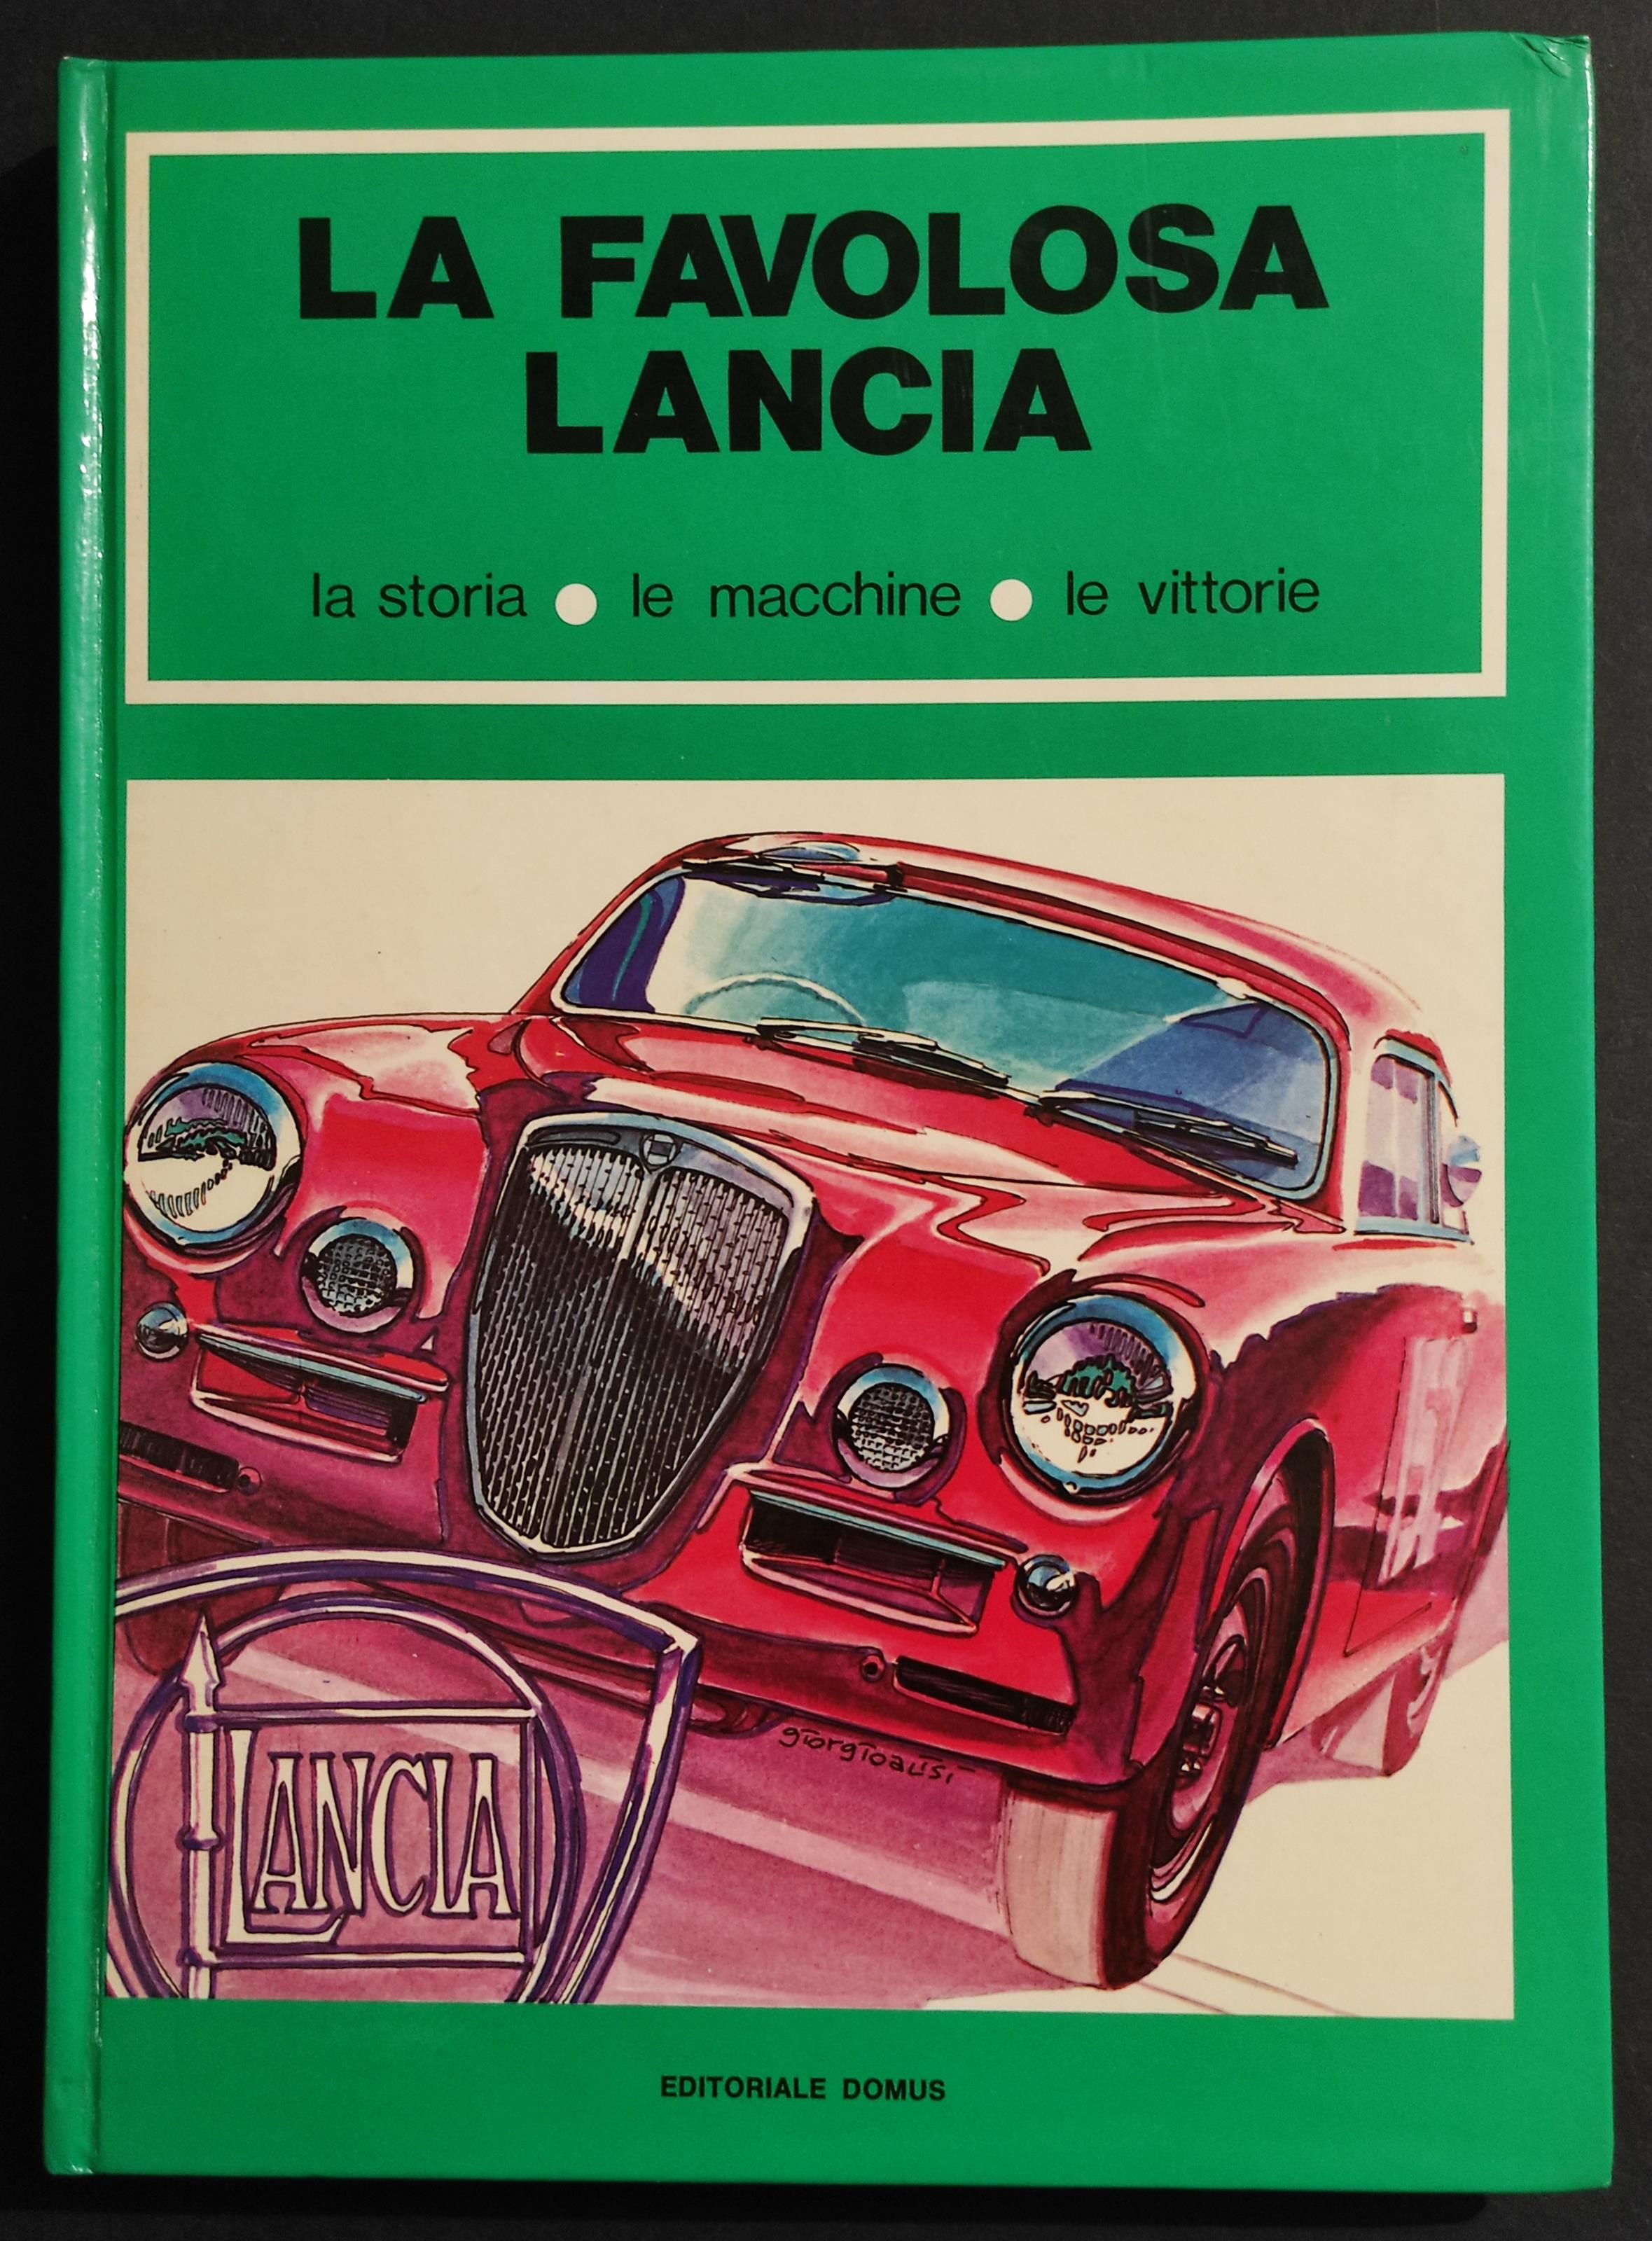 LA FAVOLOSA
LANCIA
la storia ● le macchine ● le vittorie
giorgioalisi
LANCIA
EDITORIALE DOMUS